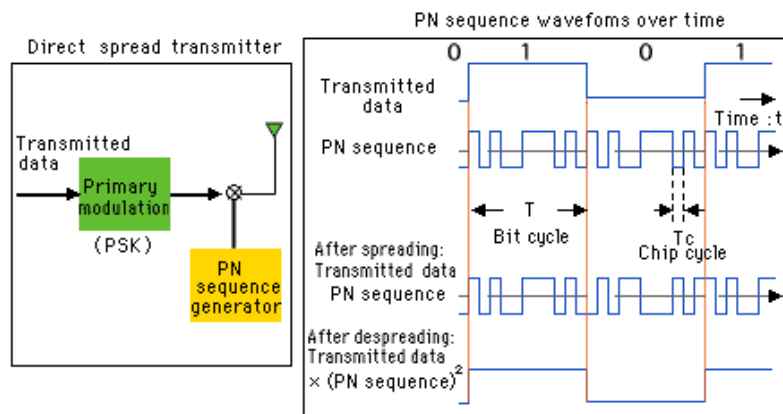 Direct spread transmitter
Transmitted
data
Primary
modulation
(PSK)
PN
sequence
generator
PN sequence wavefoms over time
0 1 0 1
Transmitted
data
Time :t
PN sequence
T
Bit cycle
Tc
Chip cycle
After spreading:
Transmitted data
PN sequence
After despreading:
Transmitted data
× (PN sequence)²